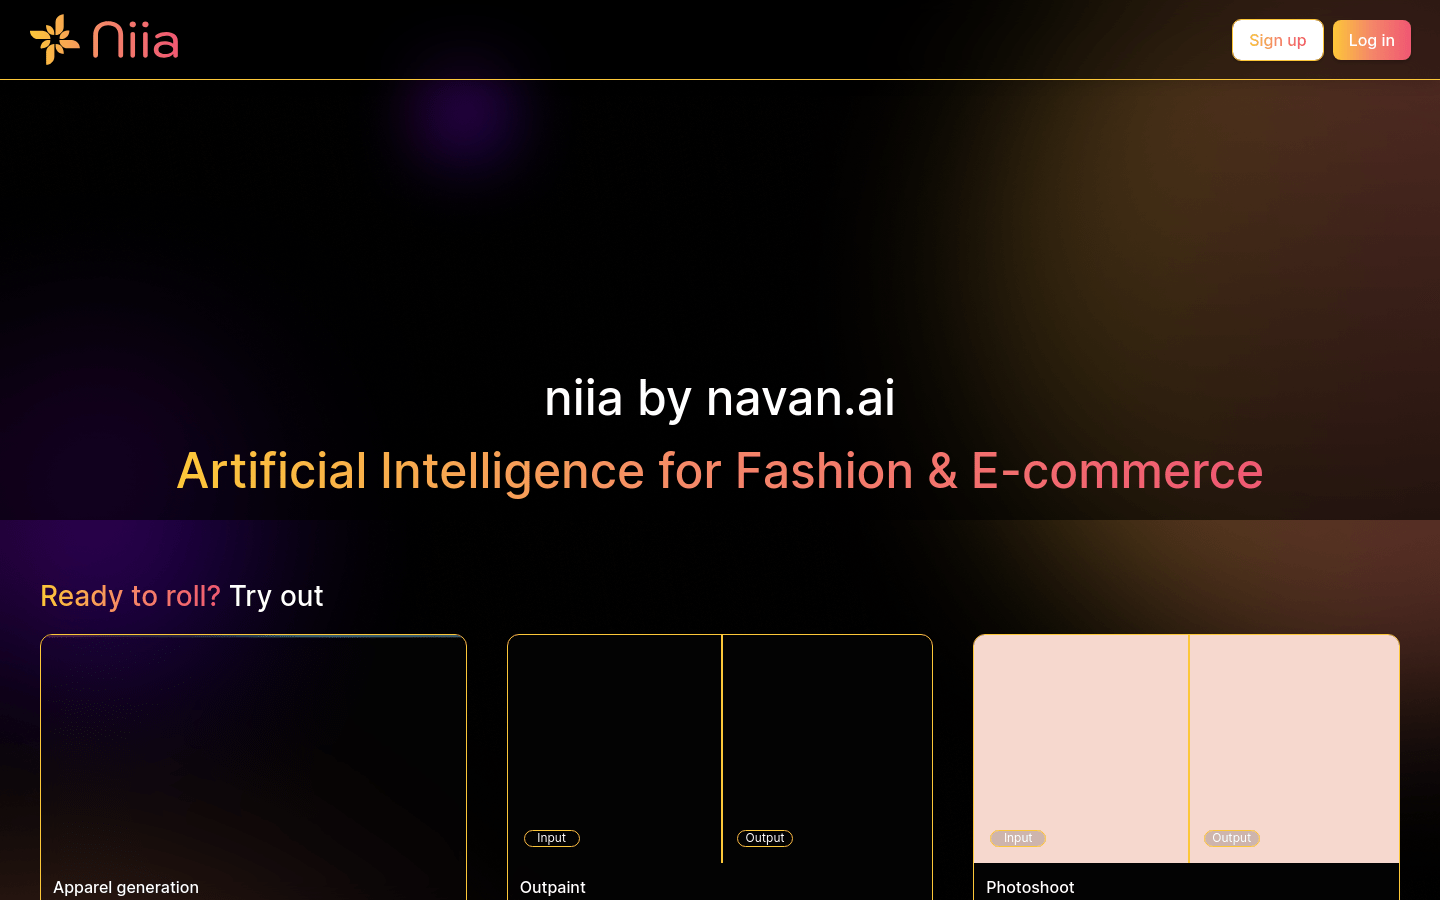 Niia
Sign up
Log in
niia by navan.ai
Artificial Intelligence for Fashion & E-commerce
Ready to roll? Try out
Input
Output
Input
Output
Apparel generation
Outpaint
Photoshoot